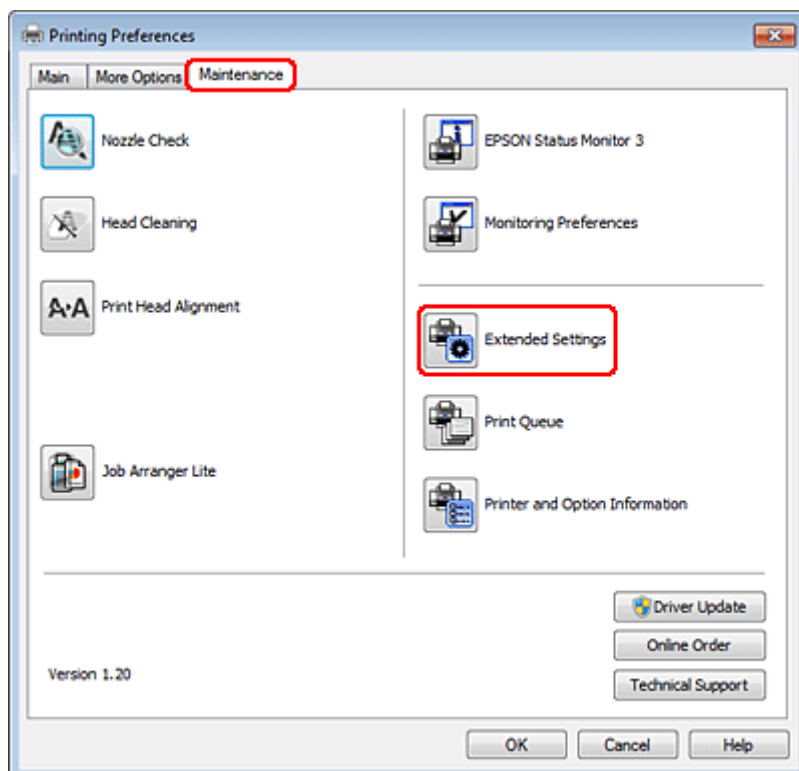 Printing Preferences
Main
More Options
Maintenance
Nozzle Check
Head Cleaning
A·A Print Head Alignment
Job Arranger Lite
EPSON Status Monitor 3
Monitoring Preferences
Extended Settings
Print Queue
Printer and Option Information
Driver Update
Online Order
Technical Support
Version 1.20
OK
Cancel
Help